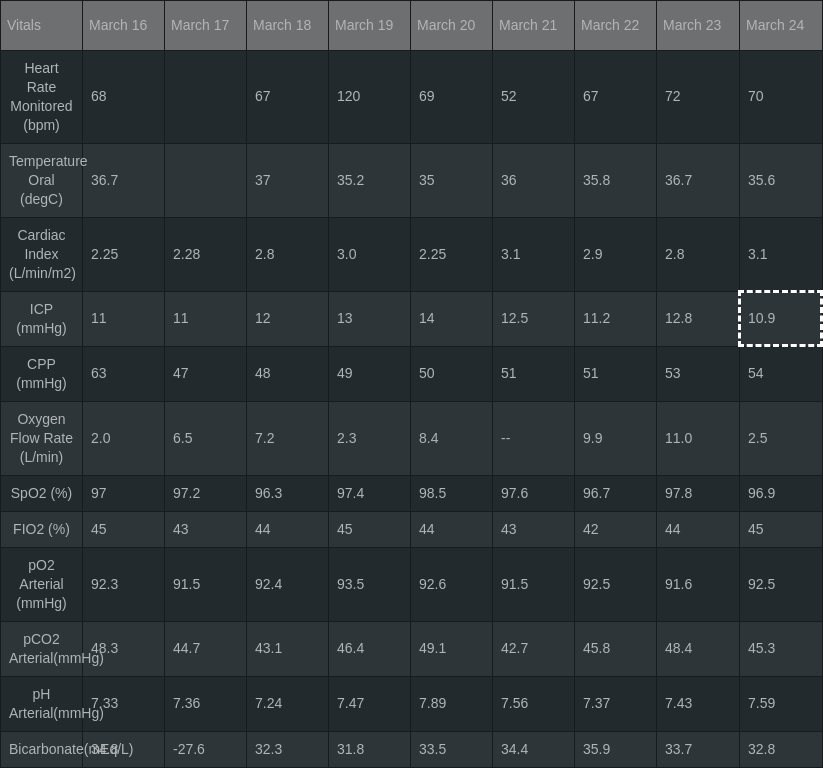 Vitals March 16 March 17 March 18 March 19 March 20 March 21 March 22 March 23 March 24
Heart
Rate
Monitored
(bpm)
68 67 120 69 52 67 72 70
Temperature
Oral
(degC)
36.7 37 35.2 35 36 35.8 36.7 35.6
Cardiac
Index
(L/min/m2)
2.25 2.28 2.8 3.0 2.25 3.1 2.9 2.8 3.1
ICP
(mmHg)
11 11 12 13 14 12.5 11.2 12.8 10.9
CPP
(mmHg)
63 47 48 49 50 51 51 53 54
Oxygen
Flow Rate
(L/min)
2.0 6.5 7.2 2.3 8.4 -- 9.9 11.0 2.5
SpO2 (%) 97 97.2 96.3 97.4 98.5 97.6 96.7 97.8 96.9
FIO2 (%) 45 43 44 45 44 43 42 44 45
pO2
Arterial
(mmHg)
92.3 91.5 92.4 93.5 92.6 91.5 92.5 91.6 92.5
pCO2
Arterial(mmHg)
48.3 44.7 43.1 46.4 49.1 42.7 45.8 48.4 45.3
pH
Arterial(mmHg)
7.33 7.36 7.24 7.47 7.89 7.56 7.37 7.43 7.59
Bicarbonate(mEq/L) -27.6 32.3 31.8 33.5 34.4 35.9 33.7 32.8